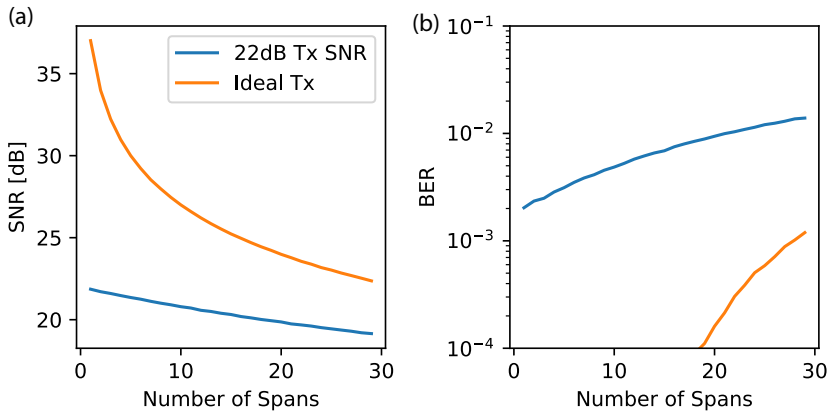 (a)
SNR [dB]
35
30
25
20
22dB Tx SNR
Ideal Tx
0
10
20
30
Number of Spans
(b)
BER
10⁻¹
10⁻²
10⁻³
10⁻⁴
0
10
20
30
Number of Spans